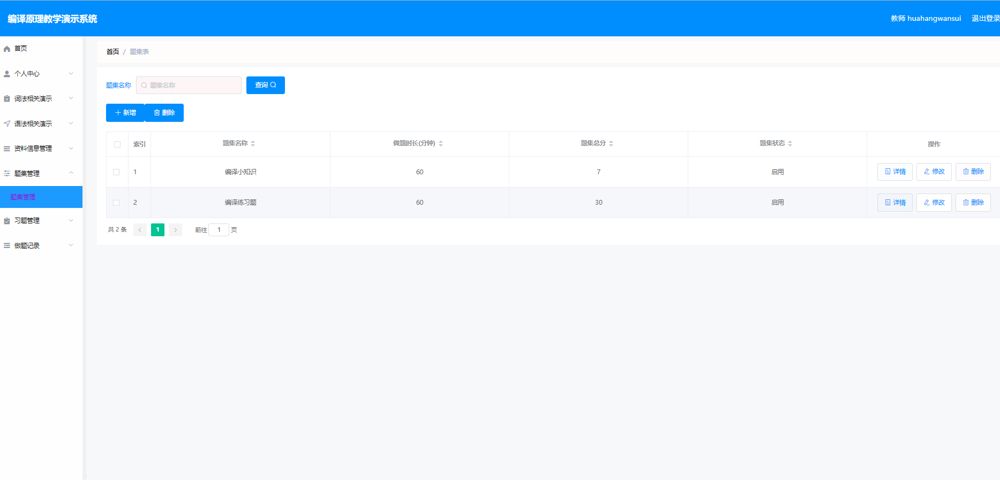 编译原理教学演示系统
教师 huahangwansui 退出登录
首页
个人中心
词法相关演示
语法相关演示
资料信息管理
题集管理
题集管理
习题管理
做题记录
首页 / 题集表
题集名称 题集名称 查询
新增 删除
索引 题集名称 做题时长(分钟) 题集总分 题集状态 操作
1 编译小知识 60 7 启用 详情 修改 删除
2 编译练习题 60 30 启用 详情 修改 删除
共 2 条 1 前往 1 页